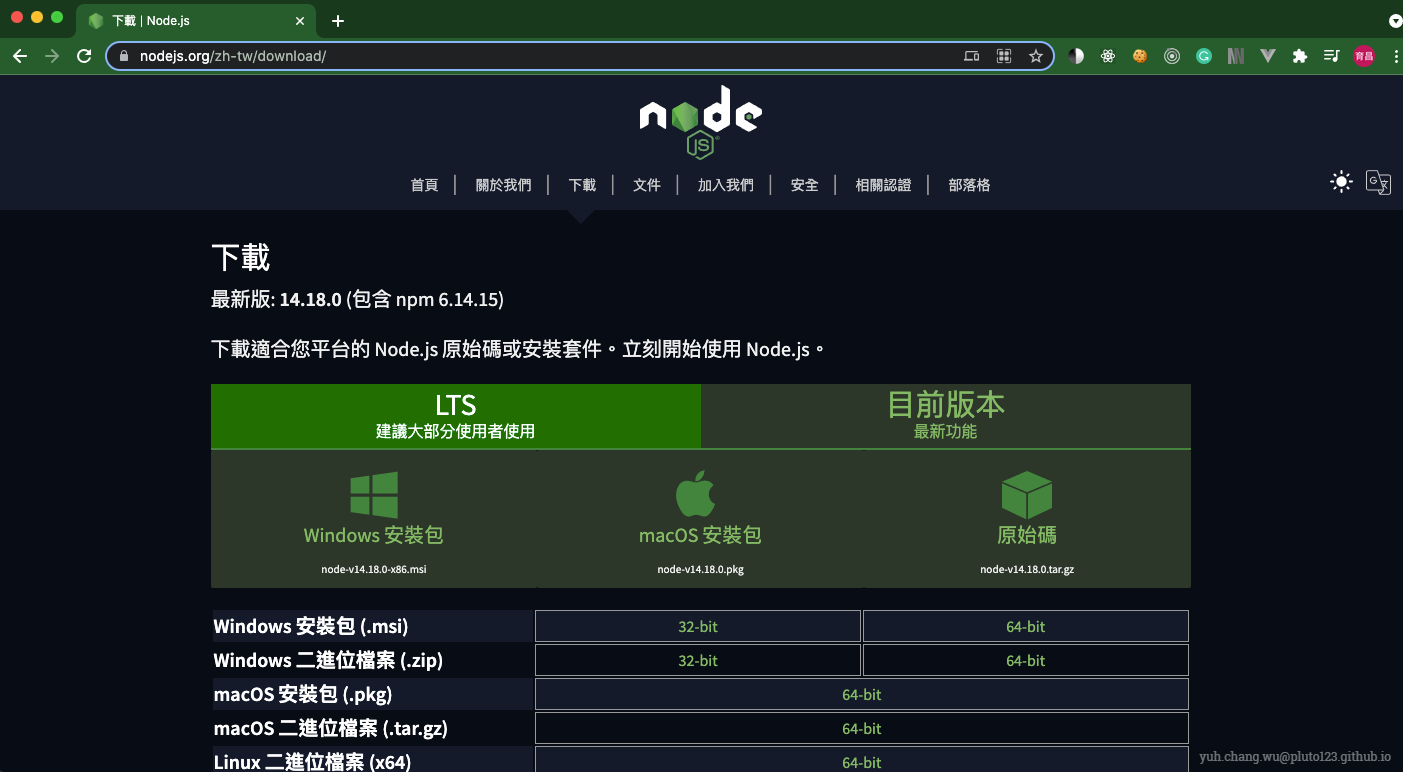 下載 | Node.js
nodejs.org/zh-tw/download/
育昌
node
JS
首頁 | 關於我們 | 下載 | 文件 | 加入我們 | 安全 | 相關認證 | 部落格
下載
最新版: 14.18.0 (包含 npm 6.14.15)
下載適合您平台的 Node.js 原始碼或安裝套件。立刻開始使用 Node.js。
LTS
建議大部分使用者使用
目前版本
最新功能
Windows 安裝包
node-v14.18.0-x86.msi
macOS 安裝包
node-v14.18.0.pkg
原始碼
node-v14.18.0.tar.gz
Windows 安裝包 (.msi) 32-bit 64-bit
Windows 二進位檔案 (.zip) 32-bit 64-bit
macOS 安裝包 (.pkg) 64-bit
macOS 二進位檔案 (.tar.gz) 64-bit
Linux 二進位檔案 (x64) 64-bit
yuh.chang.wu@pluto123.github.io